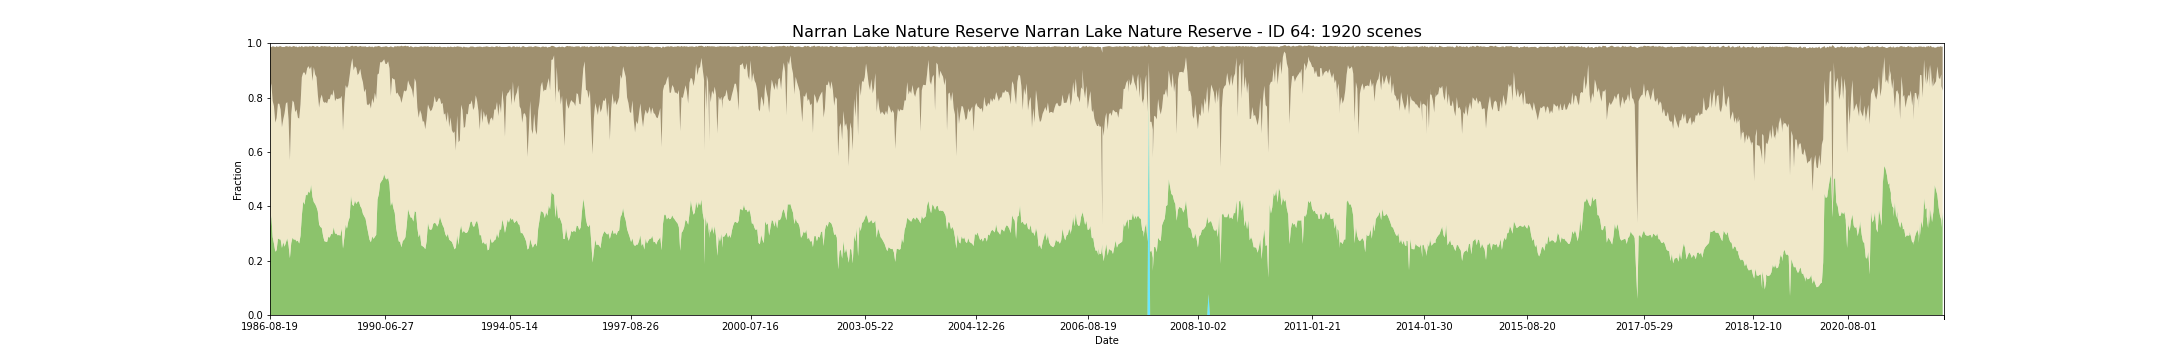 Narran Lake Nature Reserve Narran Lake Nature Reserve - ID 64: 1920 scenes
1.0
0.8
0.6
0.4
0.2
0.0
Fraction
1986-08-19 1990-06-27 1994-05-14 1997-08-26 2000-07-16 2003-05-22 2004-12-26 2006-08-19 2008-10-02 2011-01-21 2014-01-30 2015-08-20 2017-05-29 2018-12-10 2020-08-01
Date